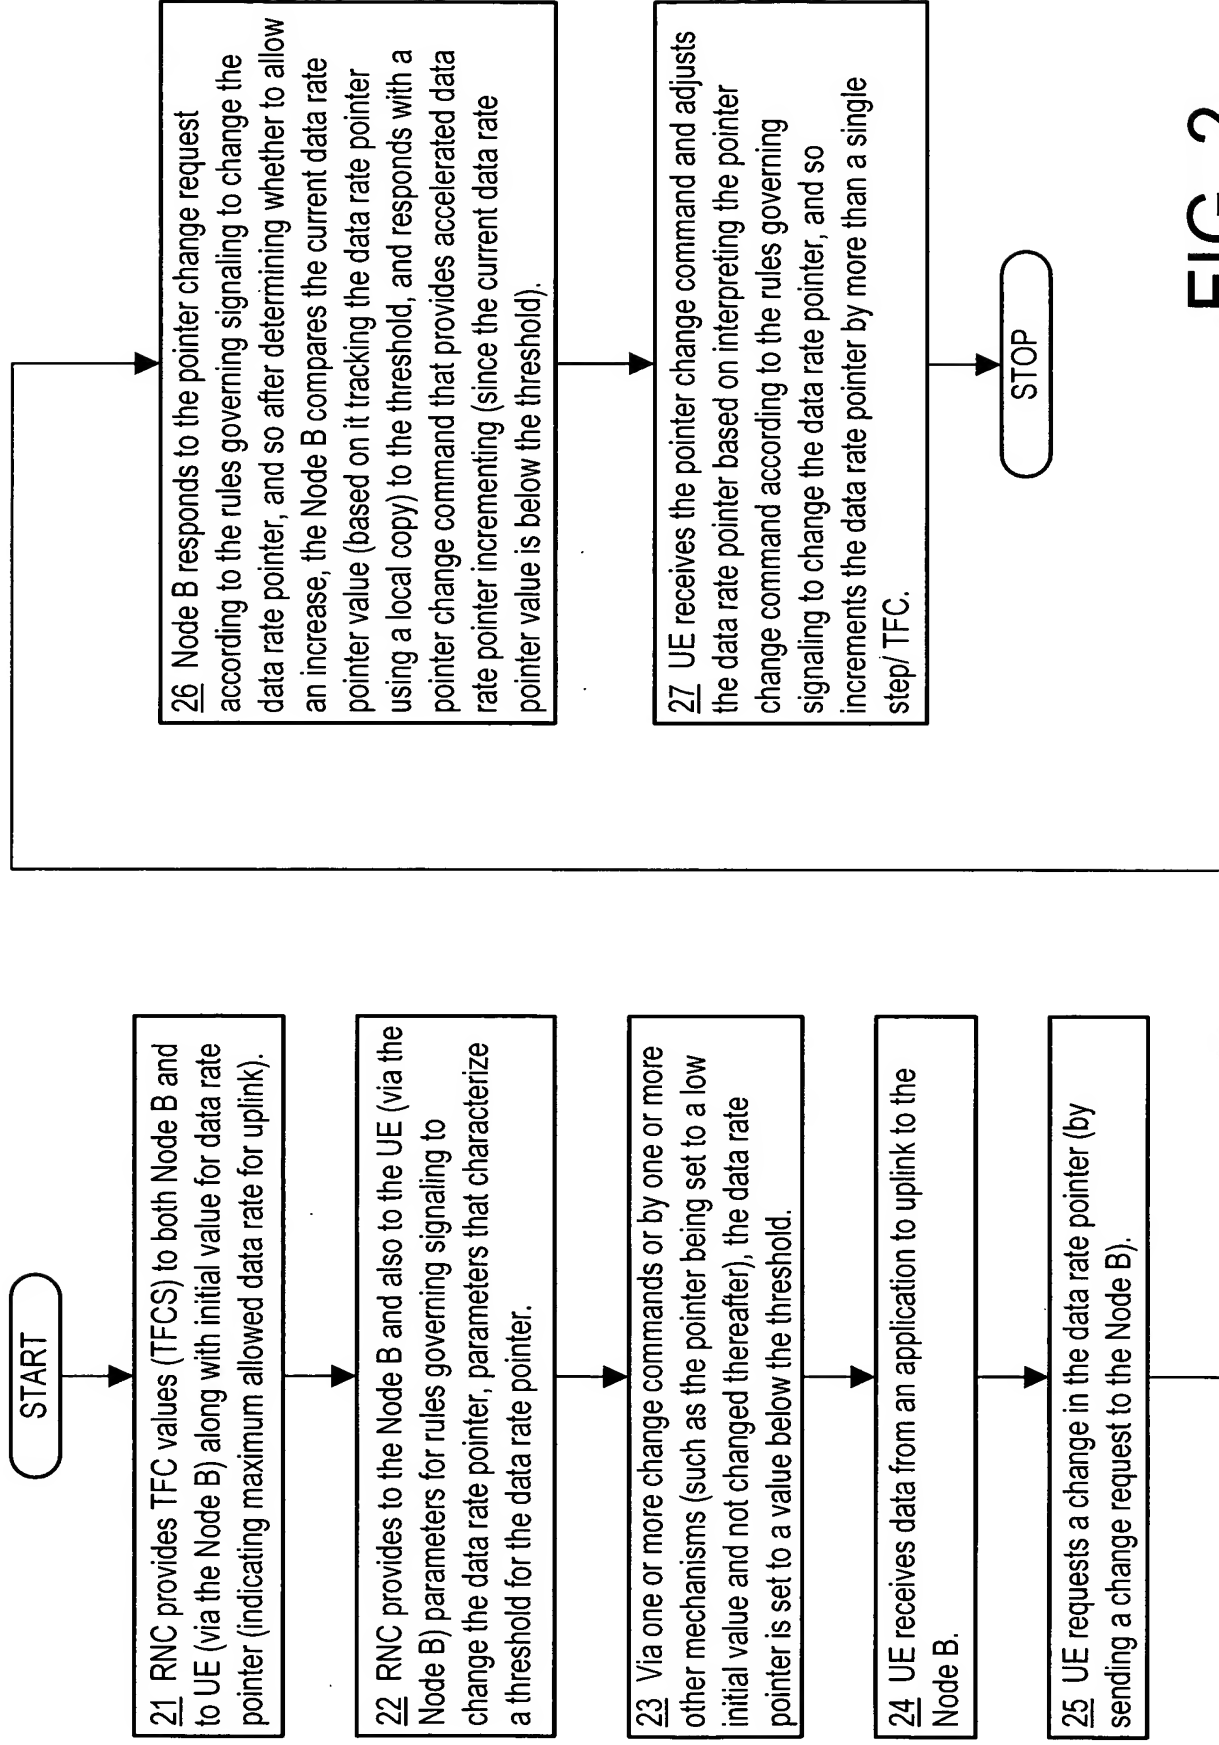 START
21 RNC provides TFC values (TFCS) to both Node B and
to UE (via the Node B) along with initial value for data rate
pointer (indicating maximum allowed data rate for uplink).
22 RNC provides to the Node B and also to the UE (via the
Node B) parameters for rules governing signaling to
change the data rate pointer, parameters that characterize
a threshold for the data rate pointer.
23 Via one or more change commands or by one or more
other mechanisms (such as the pointer being set to a low
initial value and not changed thereafter), the data rate
pointer is set to a value below the threshold.
24 UE receives data from an application to uplink to the
Node B.
25 UE requests a change in the data rate pointer (by
sending a change request to the Node B).
26 Node B responds to the pointer change request
according to the rules governing signaling to change the
data rate pointer, and so after determining whether to allow
an increase, the Node B compares the current data rate
pointer value (based on it tracking the data rate pointer
using a local copy) to the threshold, and responds with a
pointer change command that provides accelerated data
rate pointer incrementing (since the current data rate
pointer value is below the threshold).
27 UE receives the pointer change command and adjusts
the data rate pointer based on interpreting the pointer
change command according to the rules governing
signaling to change the data rate pointer, and so
increments the data rate pointer by more than a single
step/ TFC.
STOP
FIG. 2